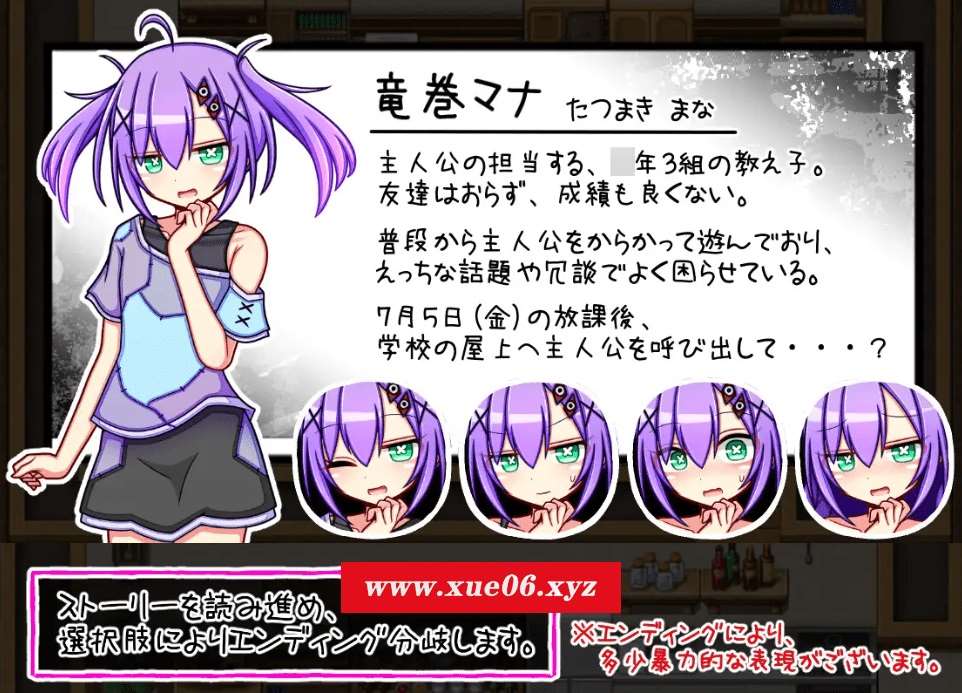 竜巻マナ たつまき まな
主人公の担当する、 年3組の教え子。
友達はおらず、成績も良くない。
普段から主人公をからかって遊んでおり、
えっちな話題や冗談でよく困らせている。
7月5日(金)の放課後、
学校の屋上へ主人公を呼び出して・・・?
www.xue06.xyz
ストーリーを読み進め、
選択肢によりエンディング分岐します。
※エンディングにより、
多少暴力的な表現がございます。